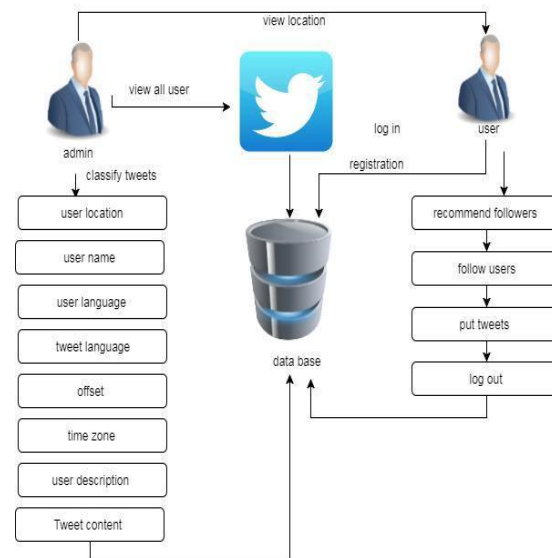 view location
view all user
log in
admin
user
classify tweets
registration
user location
user name
user language
tweet language
offset
time zone
user description
Tweet content
data base
recommend followers
follow users
put tweets
log out